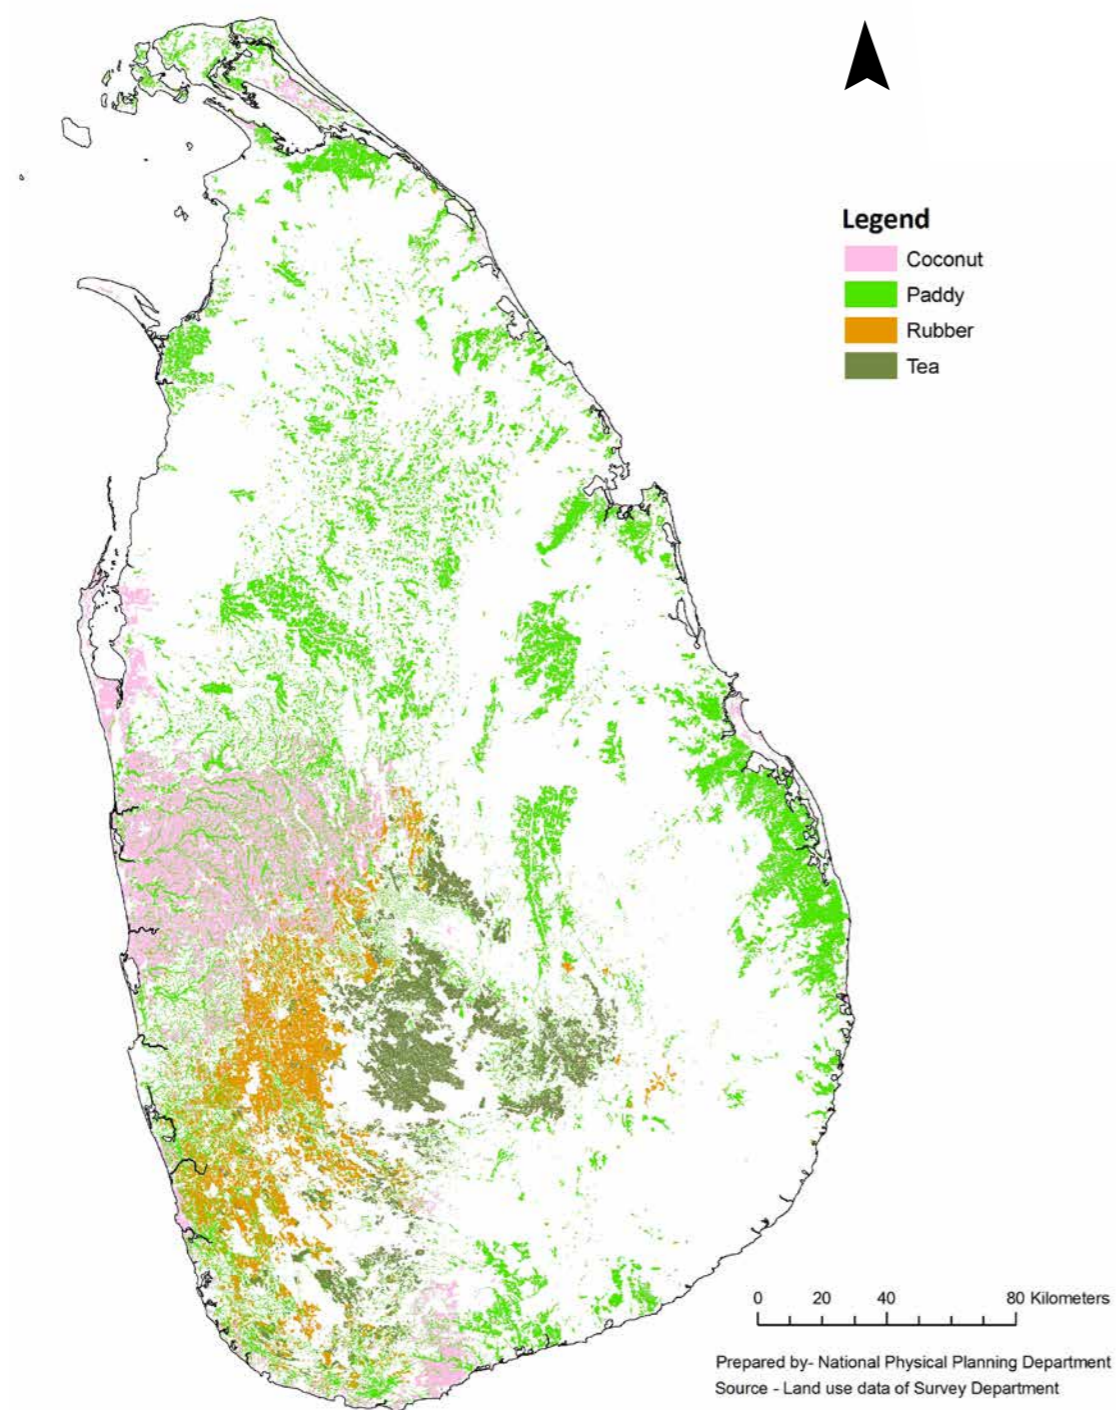 Legend
Coconut
Paddy
Rubber
Tea
0 20 40 80 Kilometers
Prepared by- National Physical Planning Department
Source - Land use data of Survey Department